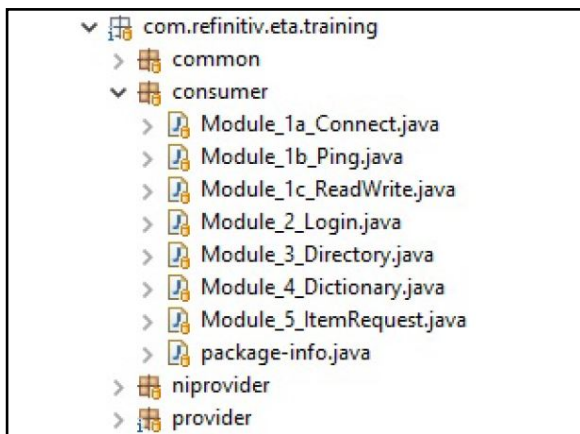 com.refinitiv.eta.training
common
consumer
Module_1a_Connect.java
Module_1b_Ping.java
Module_1c_ReadWrite.java
Module_2_Login.java
Module_3_Directory.java
Module_4_Dictionary.java
Module_5_ItemRequest.java
package-info.java
niprovider
provider